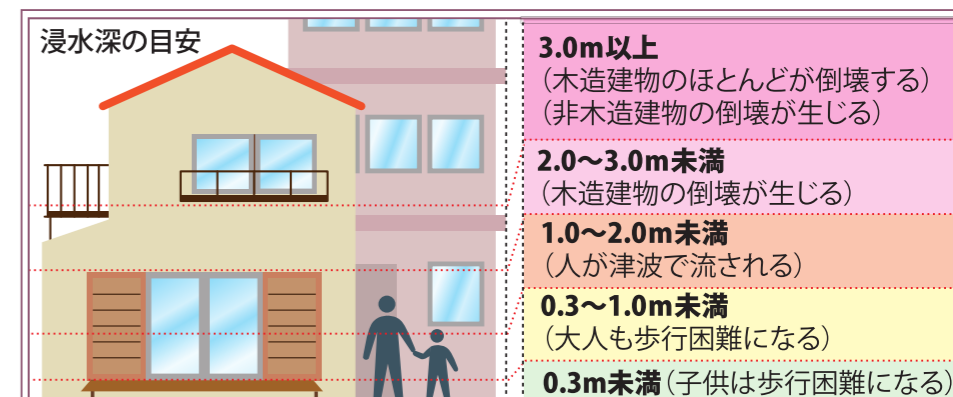 浸水深の目安
3.0m以上
（木造建物のほとんどが倒壊する）
（非木造建物の倒壊が生じる）
2.0〜3.0m未満
（木造建物の倒壊が生じる）
1.0〜2.0m未満
（人が津波で流される）
0.3〜1.0m未満
（大人も歩行困難になる）
0.3m未満（子供は歩行困難になる）